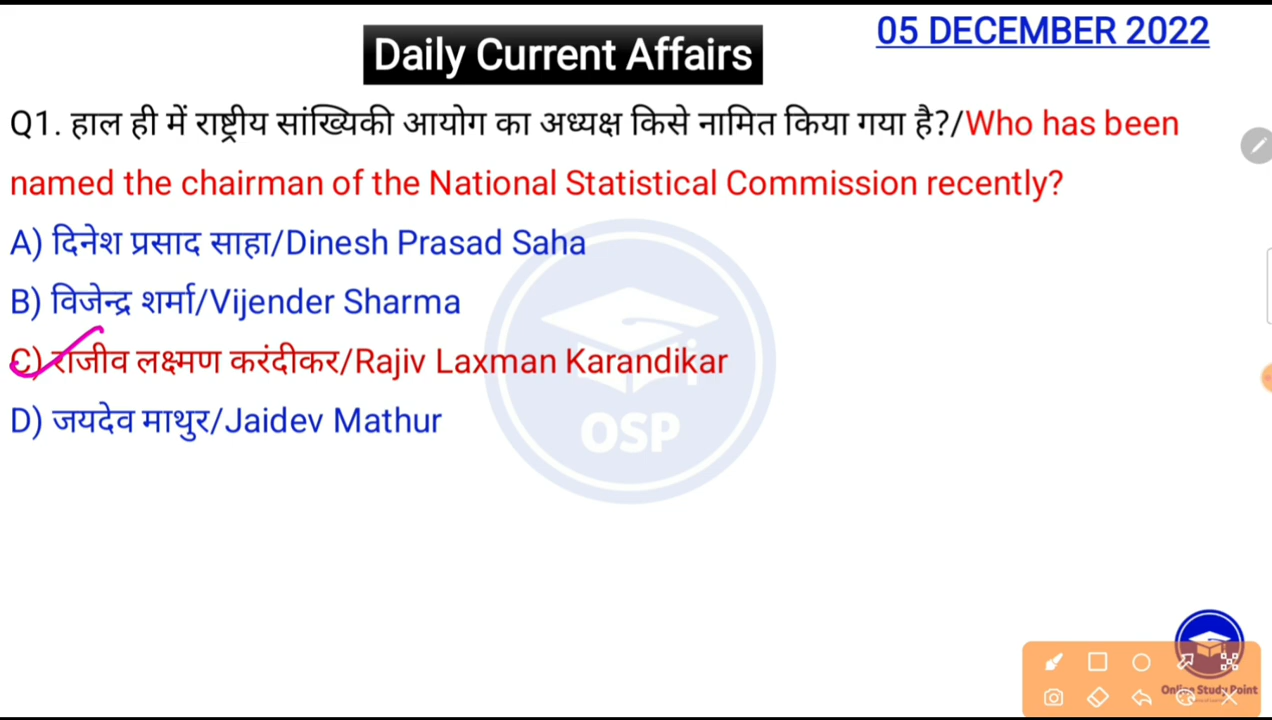 05 DECEMBER 2022
Daily Current Affairs
Q1. हाल ही में राष्ट्रीय सांख्यिकी आयोग का अध्यक्ष किसे नामित किया गया है?/Who has been
named the chairman of the National Statistical Commission recently?
A) दिनेश प्रसाद साहा/Dinesh Prasad Saha
B) विजेन्द्र शर्मा/Vijender Sharma
C) राजीव लक्ष्मण करंदीकर/Rajiv Laxman Karandikar
D) जयदेव माथुर/Jaidev Mathur
OSP
Online Study Point